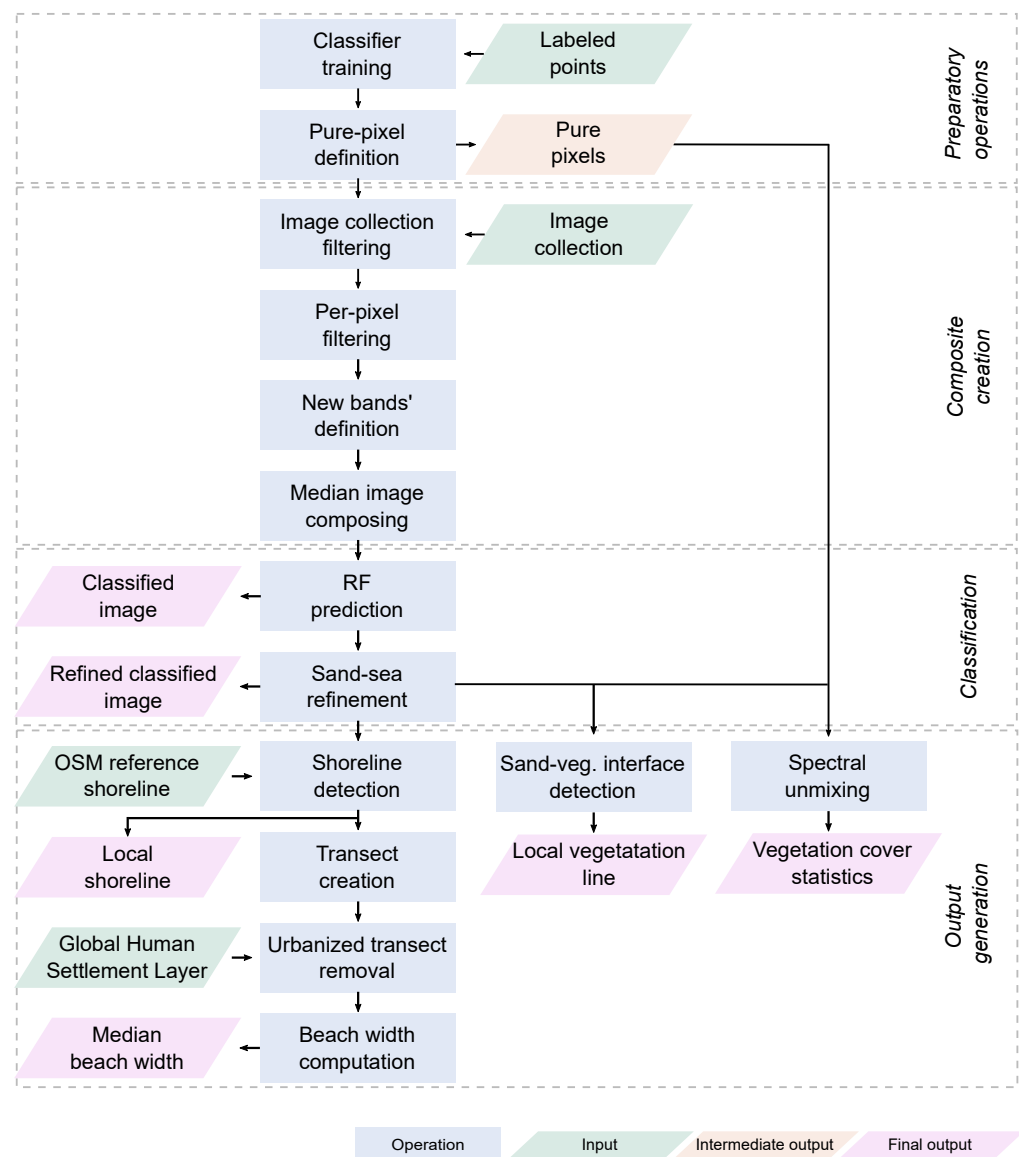 Classifier
training
Labeled
points
Preparatory
operations
Pure-pixel
definition
Pure
pixels
Image collection
filtering
Image
collection
Per-pixel
filtering
Composite
creation
New bands'
definition
Median image
composing
Classified
image
RF
prediction
Classification
Refined classified
image
Sand-sea
refinement
OSM reference
shoreline
Shoreline
detection
Sand-veg. interface
detection
Spectral
unmixing
Local
shoreline
Transect
creation
Local vegetatation
line
Vegetation cover
statistics
Output
generation
Global Human
Settlement Layer
Urbanized transect
removal
Median
beach width
Beach width
computation
Operation
Input
Intermediate output
Final output